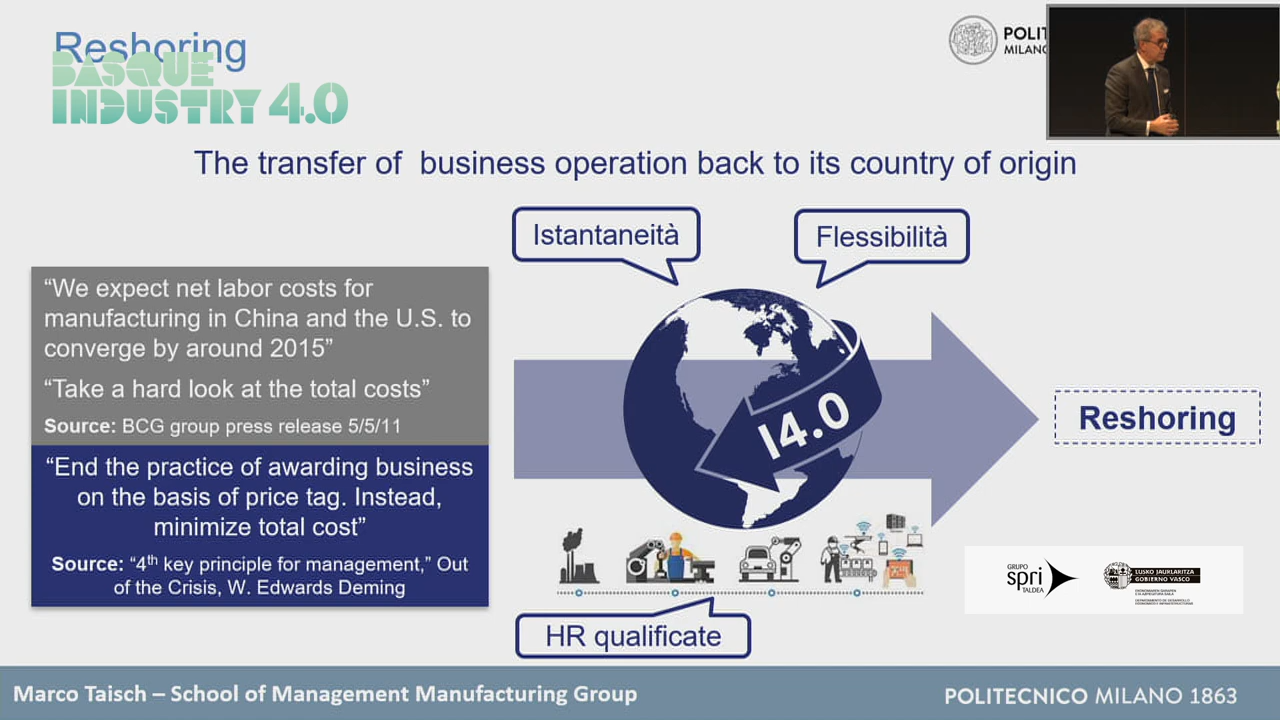 Reshoring
BASQUE
INDUSTRY 4.0
POLIT
MILANO
The transfer of business operation back to its country of origin
Istantaneità
Flessibilità
“We expect net labor costs for
manufacturing in China and the U.S. to
converge by around 2015”
“Take a hard look at the total costs”
Source: BCG group press release 5/5/11
“End the practice of awarding business
on the basis of price tag. Instead,
minimize total cost”
Source: “4th key principle for management,” Out
of the Crisis, W. Edwards Deming
I4.0
Reshoring
HR qualificate
GRUPO
spri
TALDEA
EUSKO JAURLARITZA
GOBIERNO VASCO
Marco Taisch – School of Management Manufacturing Group
POLITECNICO MILANO 1863